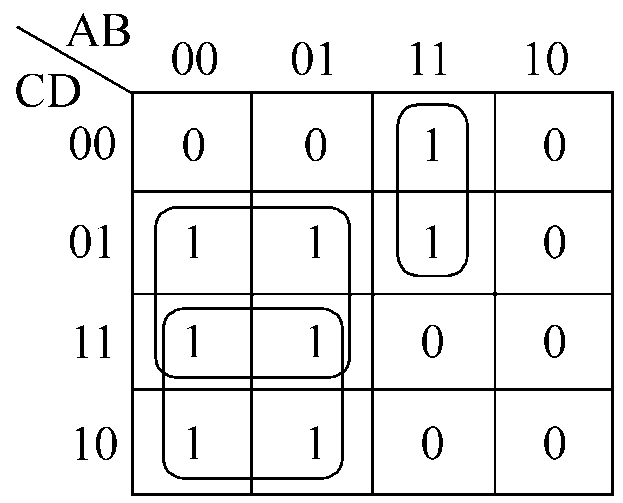 AB
00 01 11 10
CD
00 0 0 1 0
01 1 1 1 0
11 1 1 0 0
10 1 1 0 0